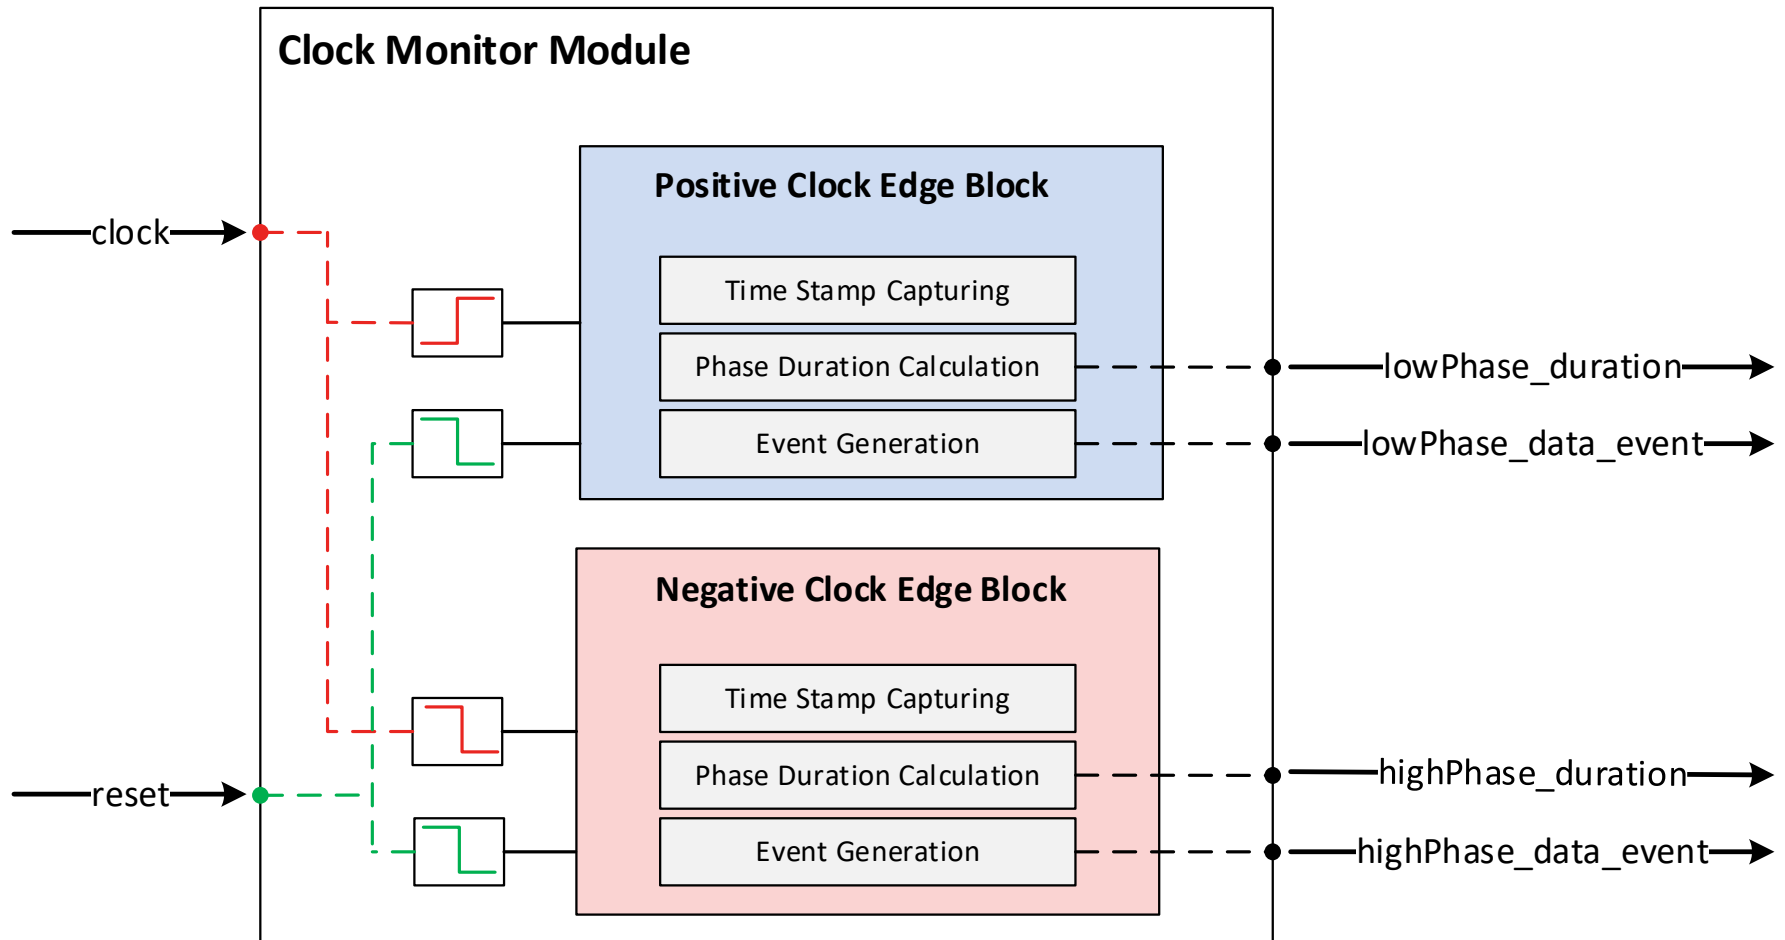 Clock Monitor Module
Positive Clock Edge Block
clock
Time Stamp Capturing
Phase Duration Calculation
lowPhase_duration
Event Generation
lowPhase_data_event
Negative Clock Edge Block
Time Stamp Capturing
Phase Duration Calculation
highPhase_duration
reset
Event Generation
highPhase_data_event